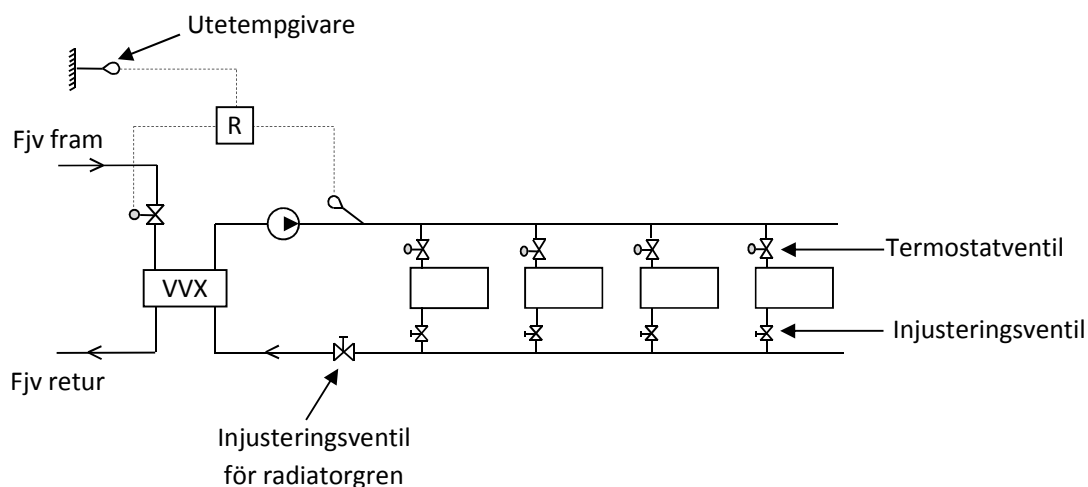 Utetempgivare
R
Fjv fram
Termostatventil
VVX
Injusteringsventil
Fjv retur
Injusteringsventil
för radiatorgren